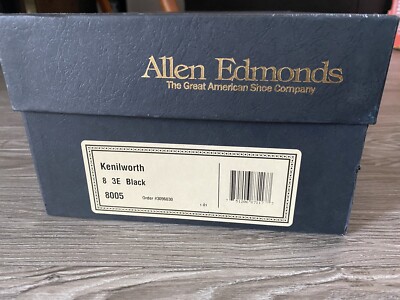 Allen Edmonds
The Great American Shoe Company
Kenilworth
8 3E Black
8005